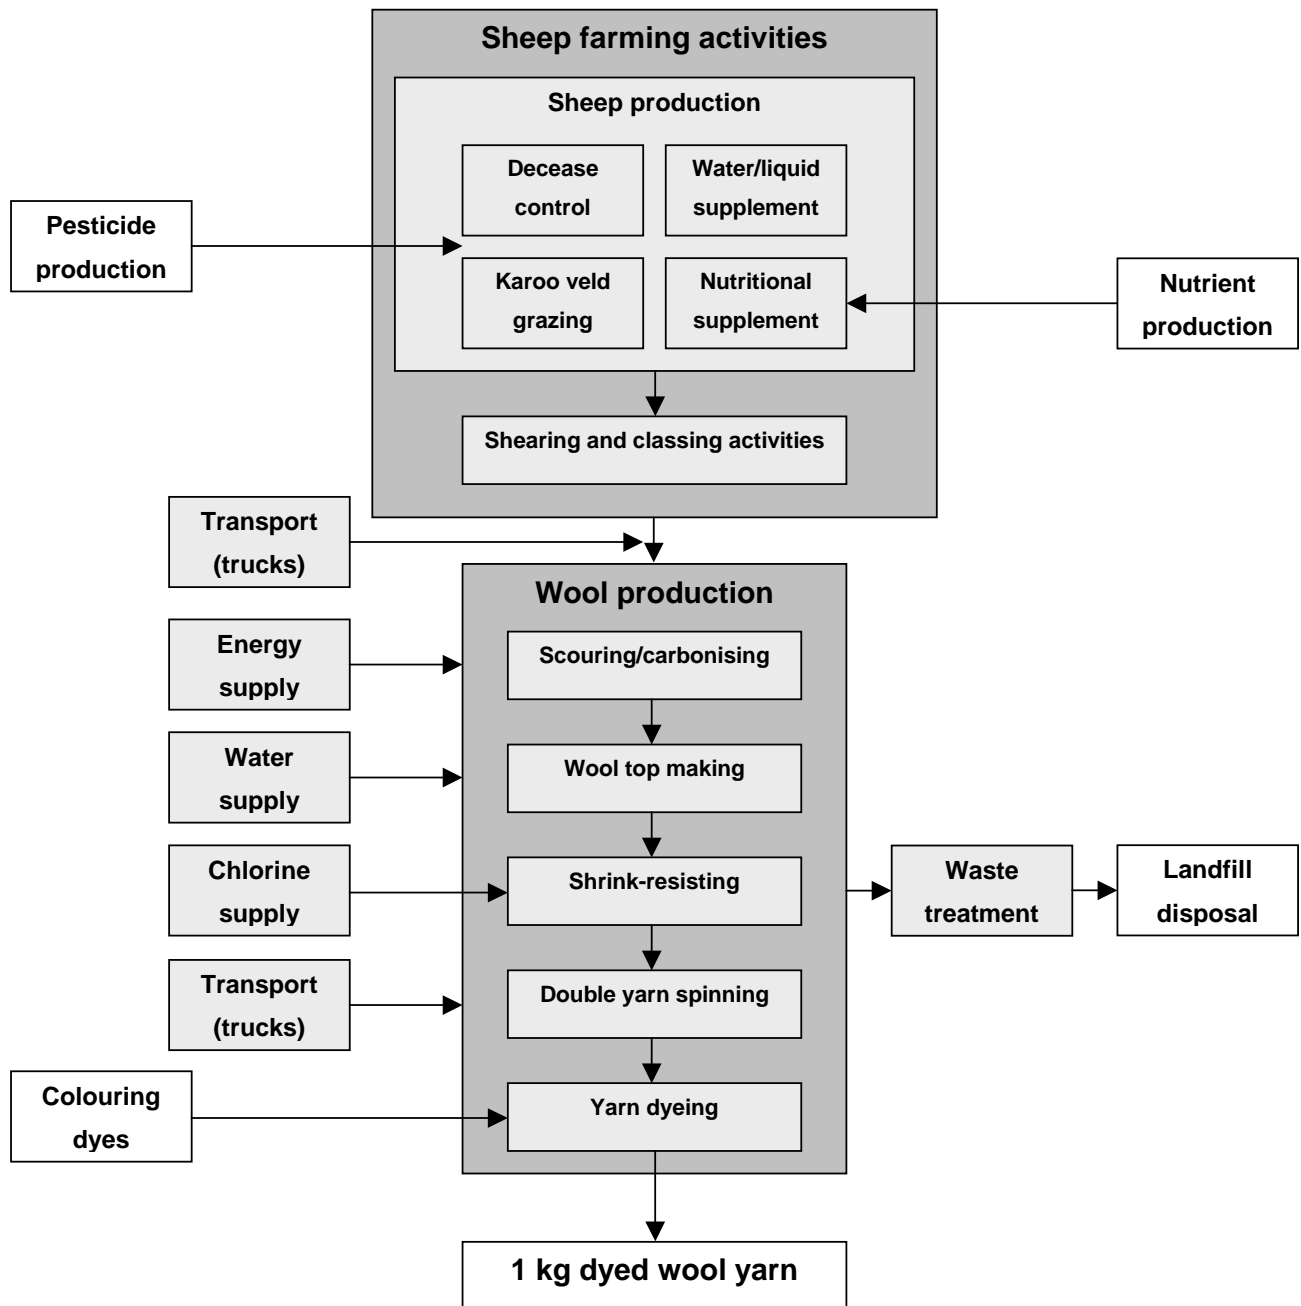 Sheep farming activities
Sheep production
Decease
control
Water/liquid
supplement
Pesticide
production
Karoo veld
grazing
Nutritional
supplement
Nutrient
production
Shearing and classing activities
Transport
(trucks)
Wool production
Energy
supply
Scouring/carbonising
Water
supply
Wool top making
Chlorine
supply
Shrink-resisting
Waste
treatment
Landfill
disposal
Transport
(trucks)
Double yarn spinning
Colouring
dyes
Yarn dyeing
1 kg dyed wool yarn